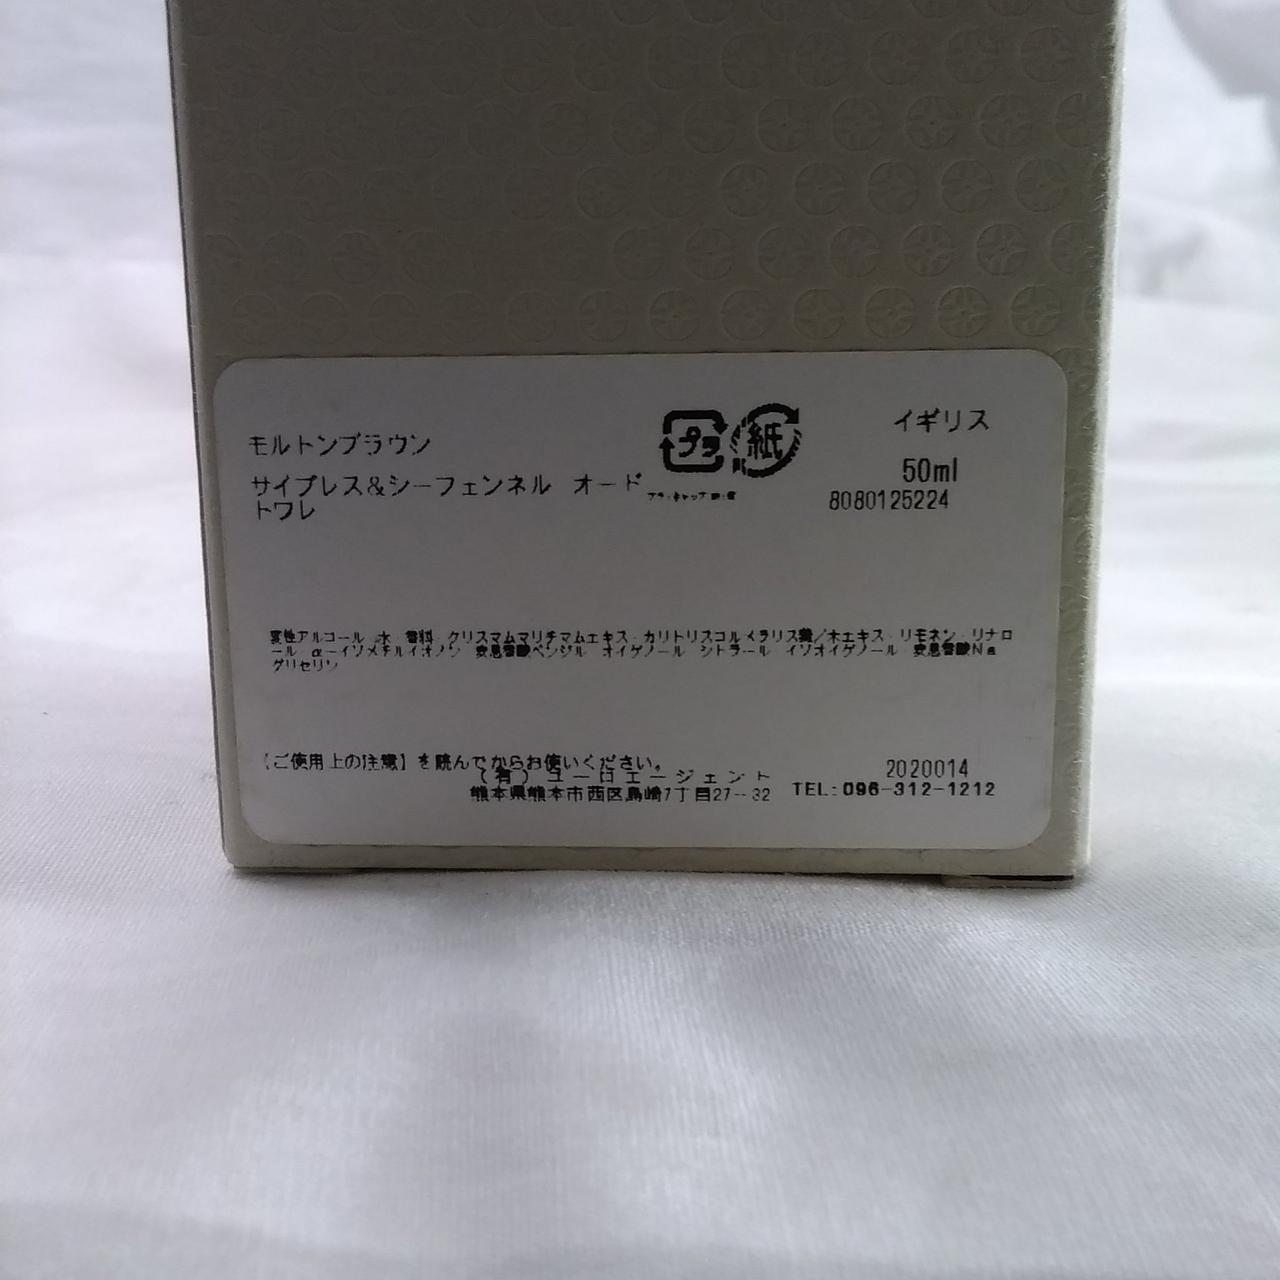 モルトンブラウン
プラ
紙
イギリス
50ml
サイプレス&シーフェンネル オード
トワレ
8080125224
変性アルコール 水 香料 クリスマムマリチマムエキス カリトリスコルメラリス葉/木エキス リモネン リナロ
ール α-イソメチルイオノン 安息香酸ベンジル オイゲノール シトラール イソオイゲノール 安息香酸Na
グリセリン
【ご使用上の注意】を読んでからお使いください。
(有)ユーロエージェント
2020014
熊本県熊本市西区島崎7丁目27-32
TEL:096-312-1212